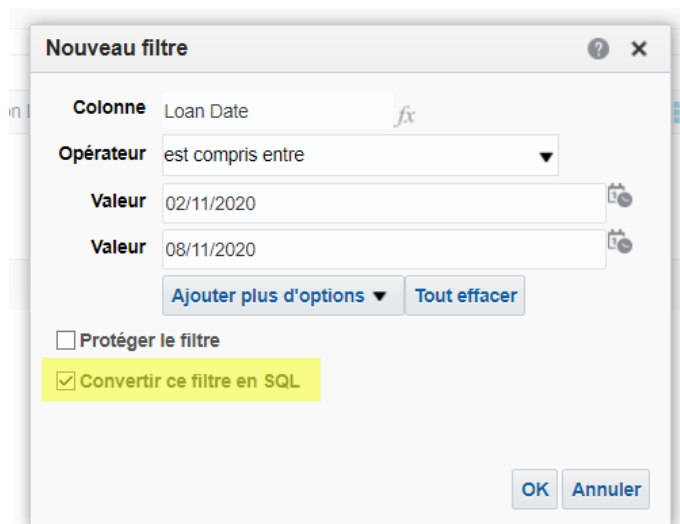 Nouveau filtre
Colonne Loan Date fx
Opérateur est compris entre
Valeur 02/11/2020
Valeur 08/11/2020
Ajouter plus d'options Tout effacer
Protéger le filtre
Convertir ce filtre en SQL
OK Annuler